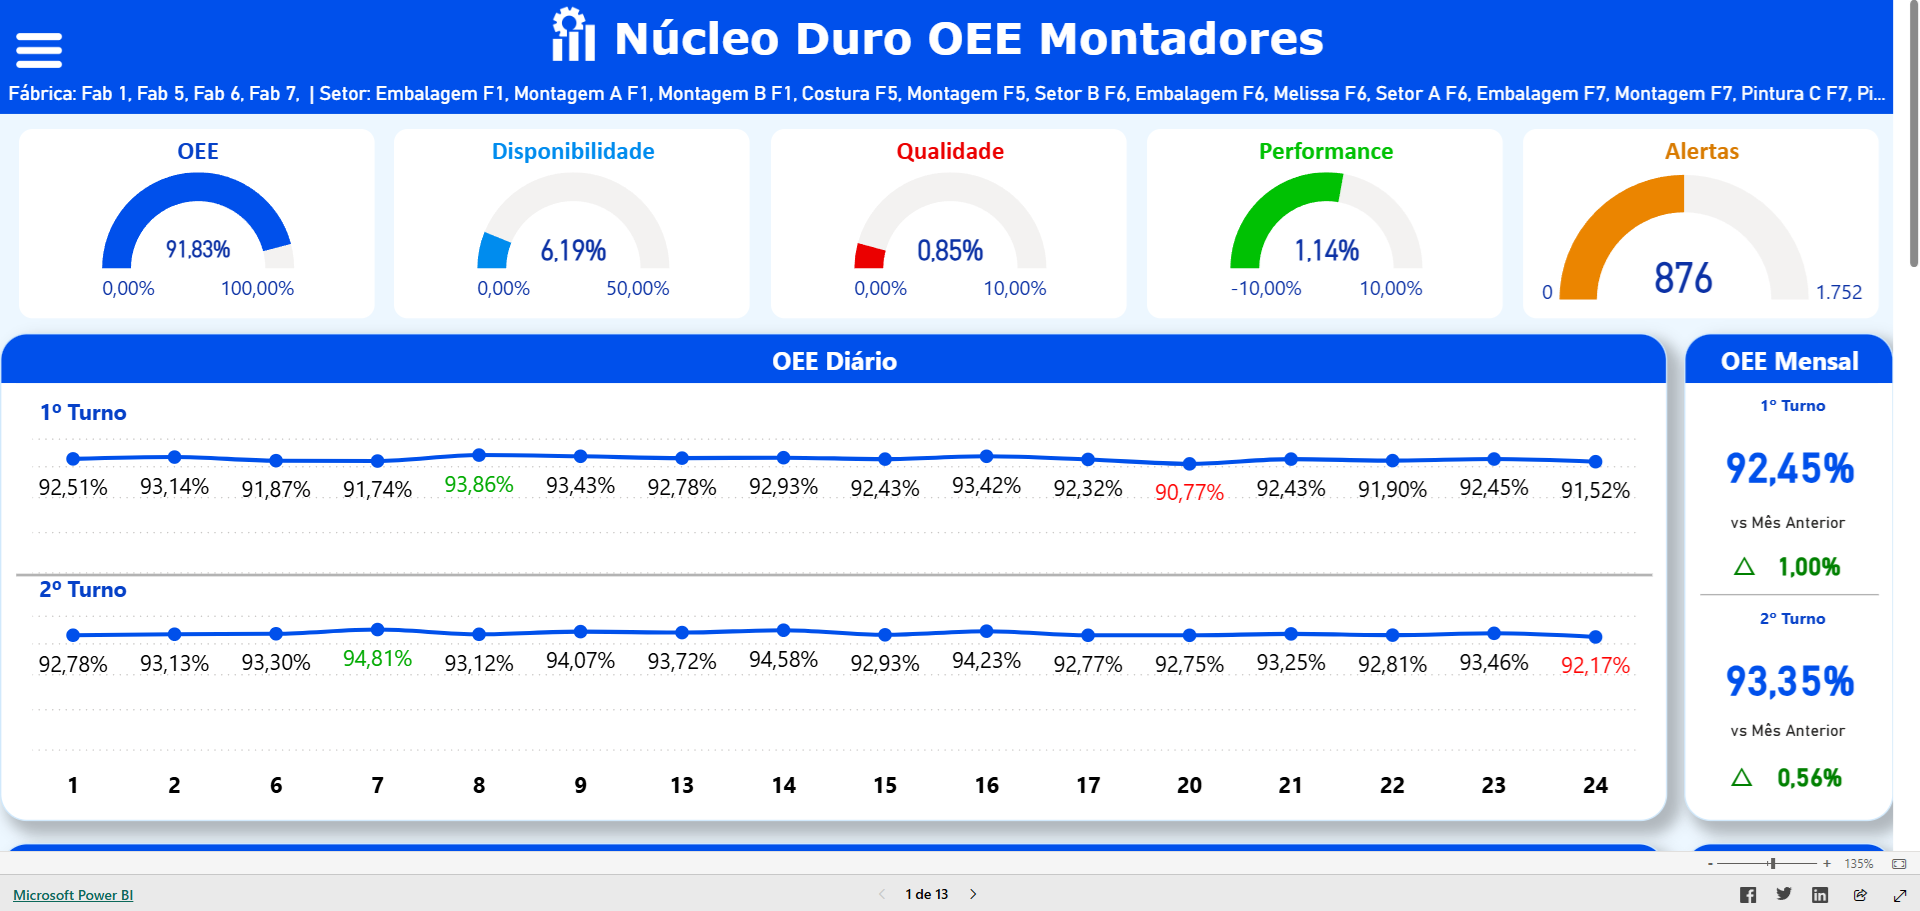 Núcleo Duro OEE Montadores
Fábrica: Fab 1, Fab 5, Fab 6, Fab 7,  | Setor: Embalagem F1, Montagem A F1, Montagem B F1, Costura F5, Montagem F5, Setor B F6, Embalagem F6, Melissa F6, Setor A F6, Embalagem F7, Montagem F7, Pintura C F7, Pi...
OEE
91,83%
0,00% 100,00%
Disponibilidade
6,19%
0,00% 50,00%
Qualidade
0,85%
0,00% 10,00%
Performance
1,14%
-10,00% 10,00%
Alertas
876
0 1.752
OEE Diário
1º Turno
92,51% 93,14% 91,87% 91,74% 93,86% 93,43% 92,78% 92,93% 92,43% 93,42% 92,32% 90,77% 92,43% 91,90% 92,45% 91,52%
2º Turno
92,78% 93,13% 93,30% 94,81% 93,12% 94,07% 93,72% 94,58% 92,93% 94,23% 92,77% 92,75% 93,25% 92,81% 93,46% 92,17%
1 2 6 7 8 9 13 14 15 16 17 20 21 22 23 24
OEE Mensal
1º Turno
92,45%
vs Mês Anterior
△ 1,00%
2º Turno
93,35%
vs Mês Anterior
△ 0,56%
- + 135%
Microsoft Power BI
< 1 de 13 >